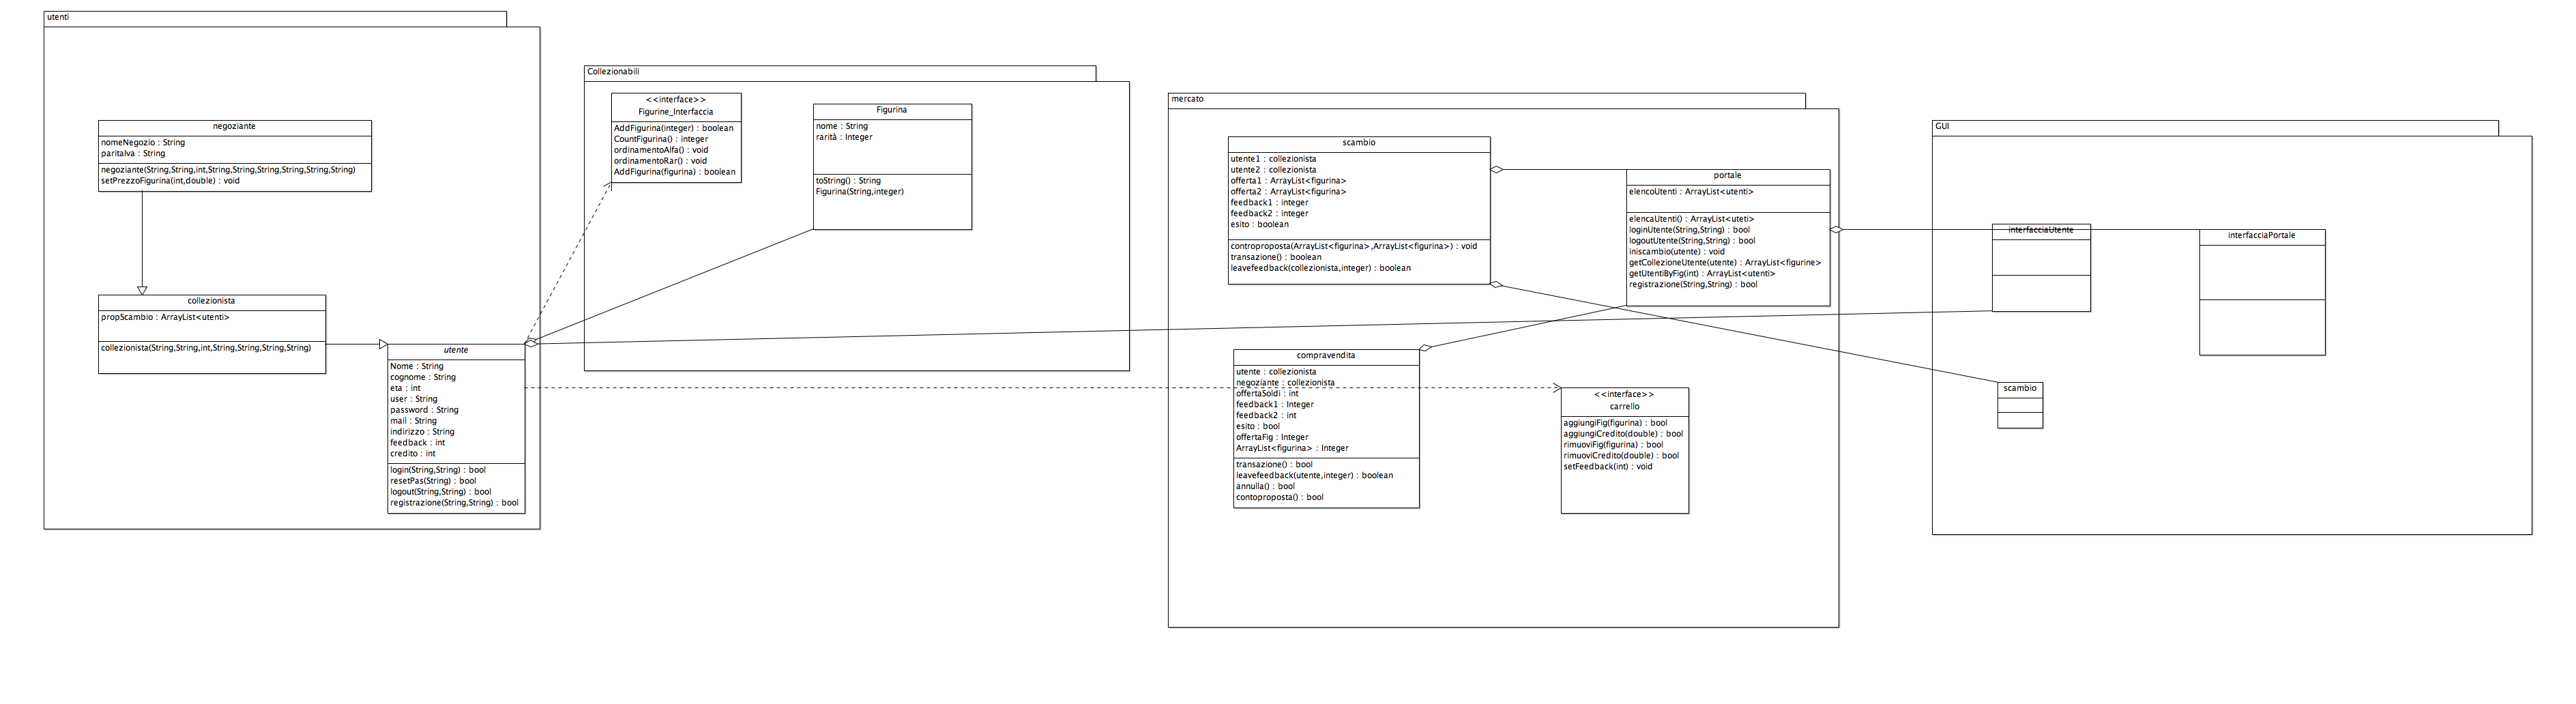 utenti
negoziante
nomeNegozio : String
paritaIva : String
negoziante(String,String,int,String,String,String,String,String,String)
setPrezzoFigurina(int,double) : void
collezionista
propScambio : ArrayList<utenti>
collezionista(String,String,int,String,String,String,String)
utente
Nome : String
cognome : String
eta : int
user : String
password : String
mail : String
indirizzo : String
feedback : int
credito : int
login(String,String) : bool
resetPas(String) : bool
logout(String,String) : bool
registrazione(String,String) : bool
Collezionabili
<<interface>>
Figurine_Interfaccia
AddFigurina(integer) : boolean
CountFigurina() : integer
ordinamentoAlfa() : void
ordinamentoRar() : void
AddFigurina(figurina) : boolean
Figurina
nome : String
rarità : Integer
toString() : String
Figurina(String,integer)
mercato
scambio
utente1 : collezionista
utente2 : collezionista
offerta1 : ArrayList<figurina>
offerta2 : ArrayList<figurina>
feedback1 : integer
feedback2 : integer
esito : boolean
controproposta(ArrayList<figurina>,ArrayList<figurina>) : void
transazione() : boolean
leavefeedback(collezionista,integer) : boolean
portale
elencoUtenti : ArrayList<utenti>
elencaUtenti() : ArrayList<uteti>
loginUtente(String,String) : bool
logoutUtente(String,String) : bool
iniscambio(utente) : void
getCollezioneUtente(utente) : ArrayList<figurine>
getUtentiByFig(int) : ArrayList<utenti>
registrazione(String,String) : bool
compravendita
utente : collezionista
negoziante : collezionista
offertaSoldi : int
feedback1 : Integer
feedback2 : int
esito : bool
offertaFig : Integer
ArrayList<figurina> : Integer
transazione() : bool
leavefeedback(utente,integer) : boolean
annulla() : bool
contoproposta() : bool
<<interface>>
carrello
aggiungiFig(figurina) : bool
aggiungiCredito(double) : bool
rimuoviFig(figurina) : bool
rimuoviCredito(double) : bool
setFeedback(int) : void
GUI
interfacciaUtente
interfacciaPortale
scambio